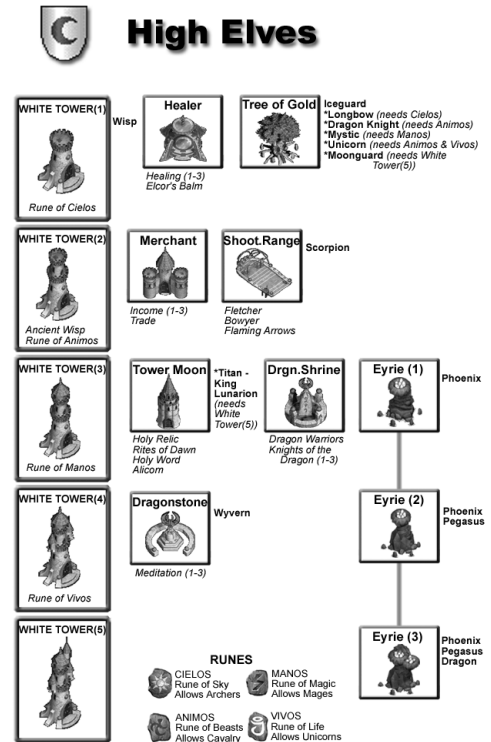 High Elves
WHITE TOWER(1)
Rune of Cielos
Wisp
Healer
Healing (1-3)
Elcor's Balm
Tree of Gold
Iceguard
*Longbow (needs Cielos)
*Dragon Knight (needs Animos)
*Mystic (needs Manos)
*Unicorn (needs Animos & Vivos)
*Moonguard (needs White
Tower(5))
WHITE TOWER(2)
Ancient Wisp
Rune of Animos
Merchant
Income (1-3)
Trade
Shoot.Range
Fletcher
Bowyer
Flaming Arrows
Scorpion
WHITE TOWER(3)
Rune of Manos
Tower Moon
Holy Relic
Rites of Dawn
Holy Word
Alicorn
*Titan -
King
Lunarion
(needs
White
Tower(5))
Drgn.Shrine
Dragon Warriors
Knights of the
Dragon (1-3)
Eyrie (1)
Phoenix
WHITE TOWER(4)
Rune of Vivos
Dragonstone
Meditation (1-3)
Wyvern
Eyrie (2)
Phoenix
Pegasus
WHITE TOWER(5)
Eyrie (3)
Phoenix
Pegasus
Dragon
RUNES
CIELOS
Rune of Sky
Allows Archers
MANOS
Rune of Magic
Allows Mages
ANIMOS
Rune of Beasts
Allows Cavalry
VIVOS
Rune of Life
Allows Unicorns